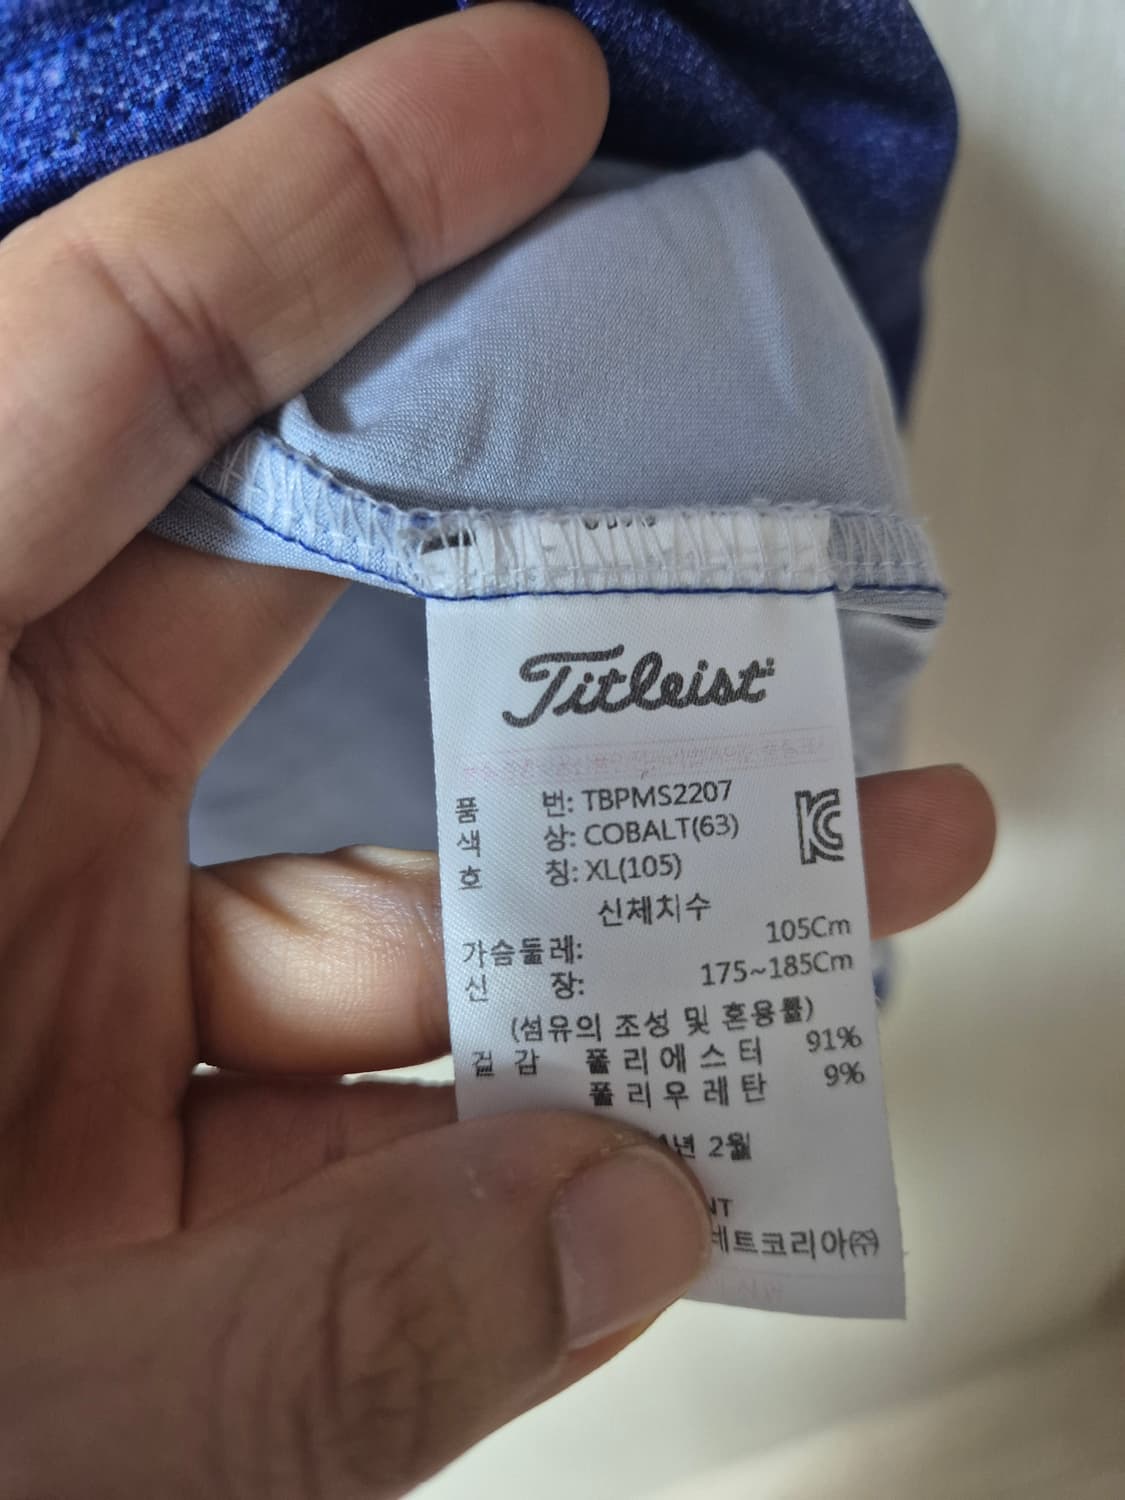 Titleist
품 번: TBPMS2207
색 상: COBALT(63)
호 칭: XL(105)
신체치수
가슴둘레: 105Cm
신 장: 175~185Cm
(섬유의 조성 및 혼용률)
겉 감 폴리에스터 91%
폴리우레탄 9%
년 2월
NT
네트코리아㈜